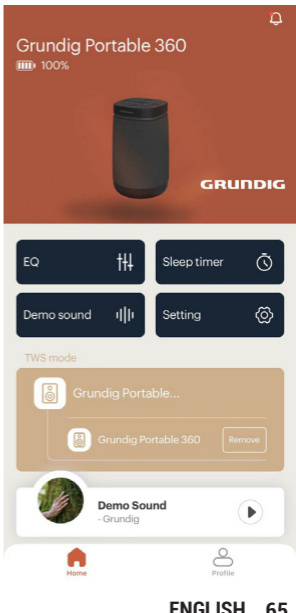 Grundig Portable 360
100%
GRUNDIG
EQ
Sleep timer
Demo sound
Setting
TWS mode
Grundig Portable...
Grundig Portable 360
Remove
Demo Sound
- Grundig
Home
Profile
ENGLISH 65